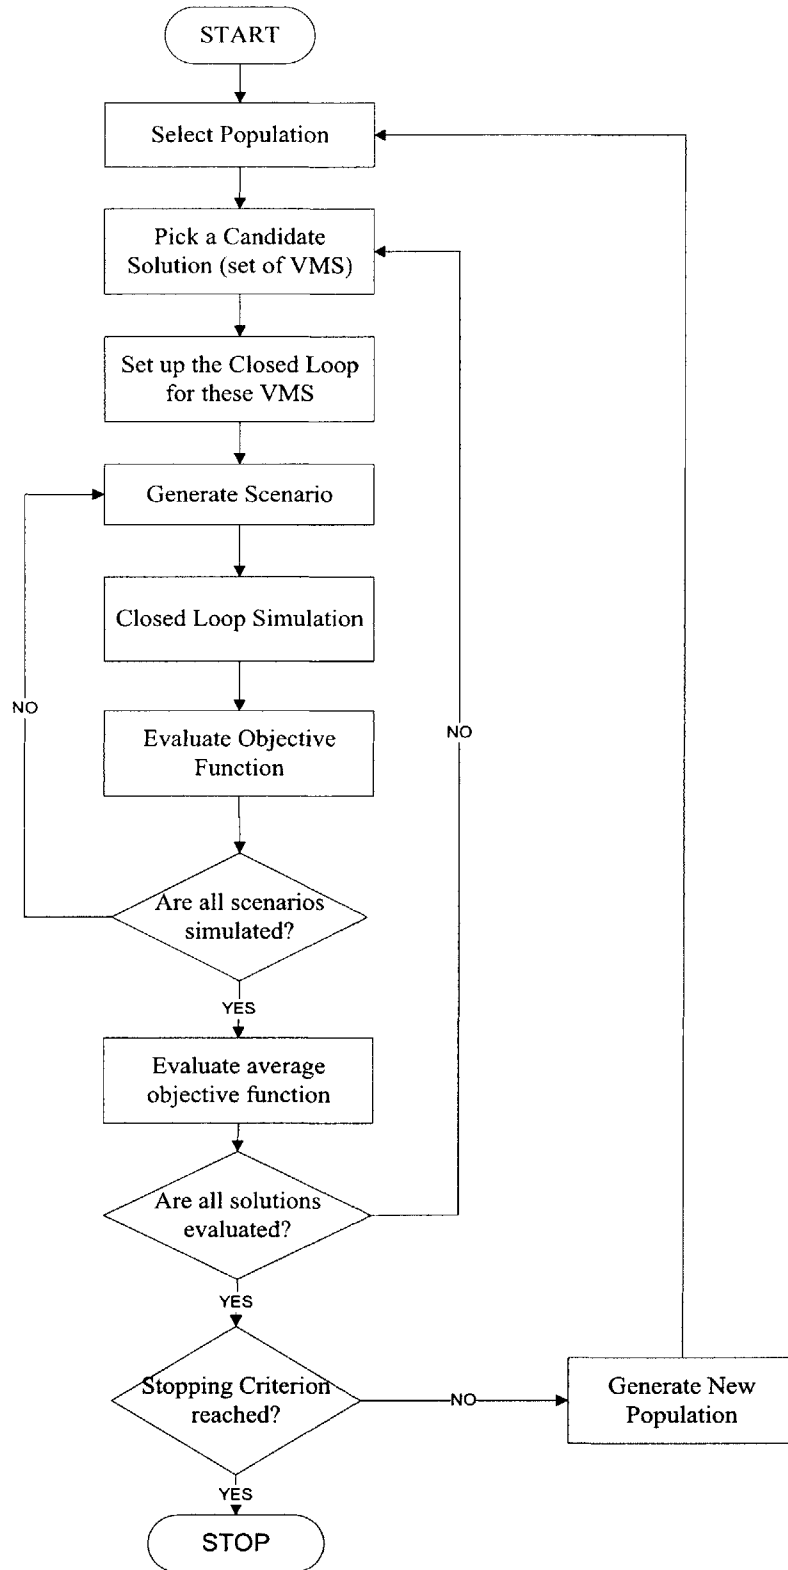 START
Select Population
Pick a Candidate
Solution (set of VMS)
Set up the Closed Loop
for these VMS
Generate Scenario
Closed Loop Simulation
NO
Evaluate Objective
Function
NO
Are all scenarios
simulated?
YES
Evaluate average
objective function
Are all solutions
evaluated?
YES
Stopping Criterion
reached?
NO
Generate New
Population
YES
STOP